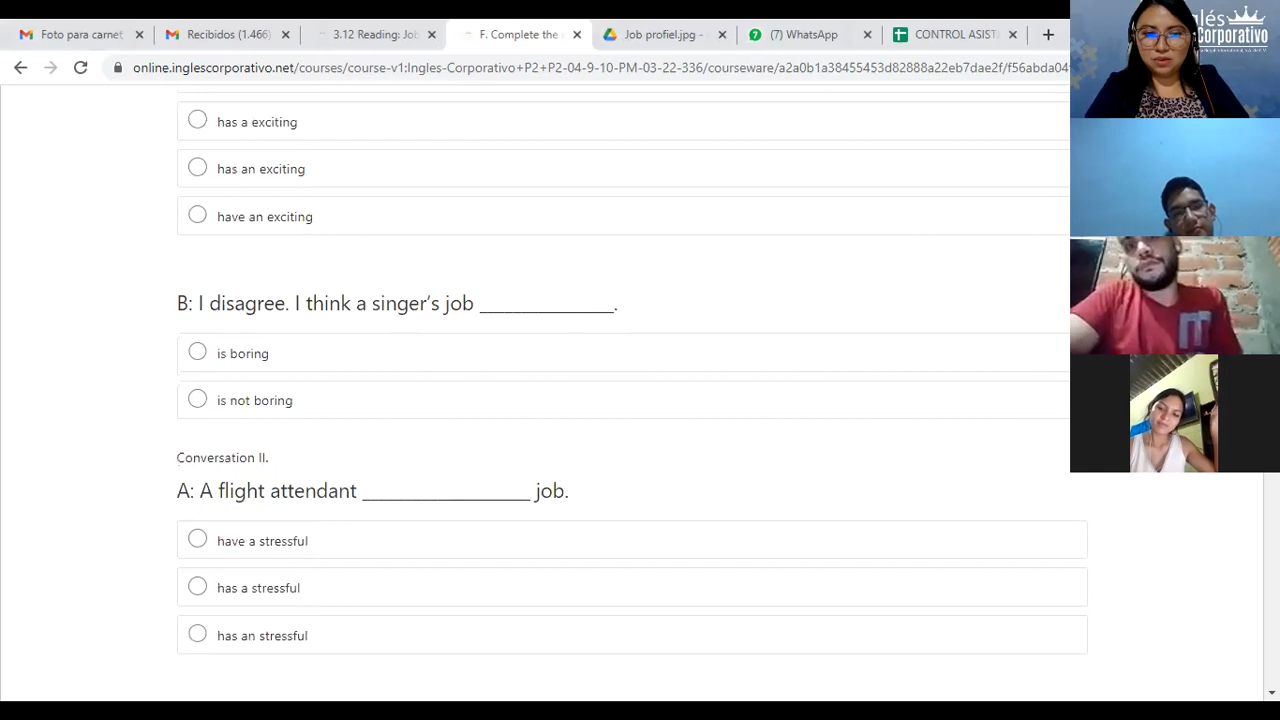 Foto para carnet
Recibidos (1.466)
3.12 Reading: Job
F. Complete the
Job profiel.jpg -
(7) WhatsApp
CONTROL ASIST
Inglés
Corporativo
online.inglescorporativo.net/courses/course-v1:Ingles-Corporativo+P2+P2-04-9-10-PM-03-22-336/courseware/a2a0b1a38455453d82888a22eb7dae2f/f56abda04
has a exciting
has an exciting
have an exciting
B: I disagree. I think a singer’s job ______________.
is boring
is not boring
Conversation II.
A: A flight attendant __________________ job.
have a stressful
has a stressful
has an stressful